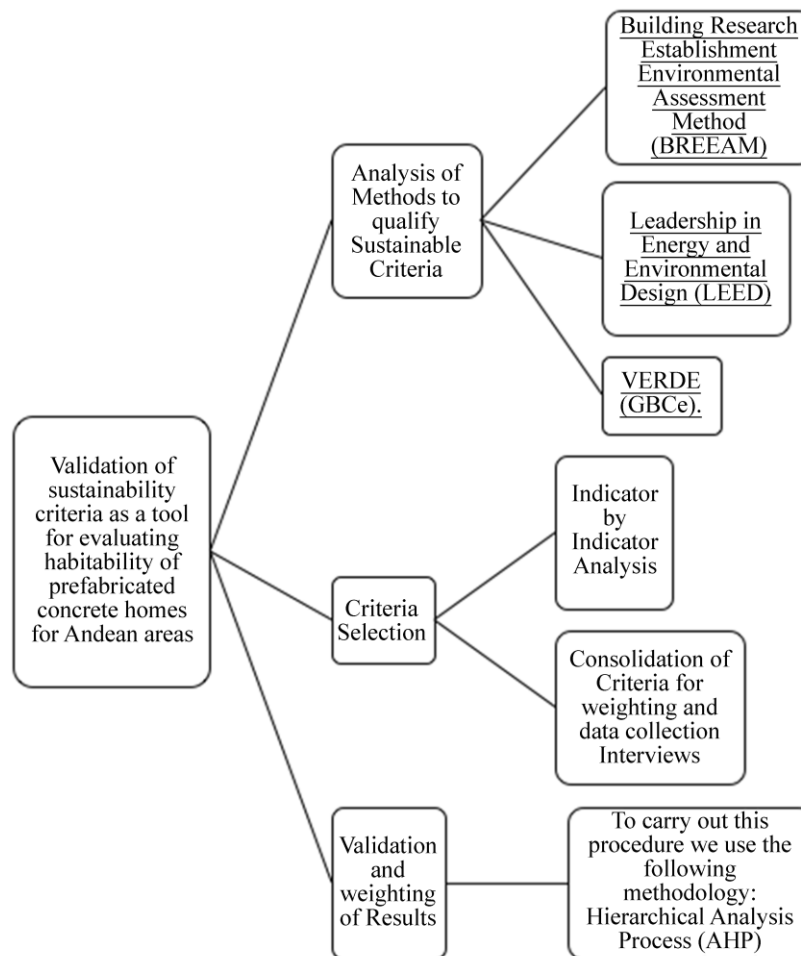 Building Research
Establishment
Environmental
Assessment
Method
(BREEAM)
Analysis of
Methods to
qualify
Sustainable
Criteria
Leadership in
Energy and
Environmental
Design (LEED)
VERDE
(GBCe).
Validation of
sustainability
criteria as a tool
for evaluating
habitability of
prefabricated
concrete homes
for Andean areas
Indicator
by
Indicator
Analysis
Criteria
Selection
Consolidation of
Criteria for
weighting and
data collection
Interviews
Validation
and
weighting
of Results
To carry out this
procedure we use the
following
methodology:
Hierarchical Analysis
Process (AHP)